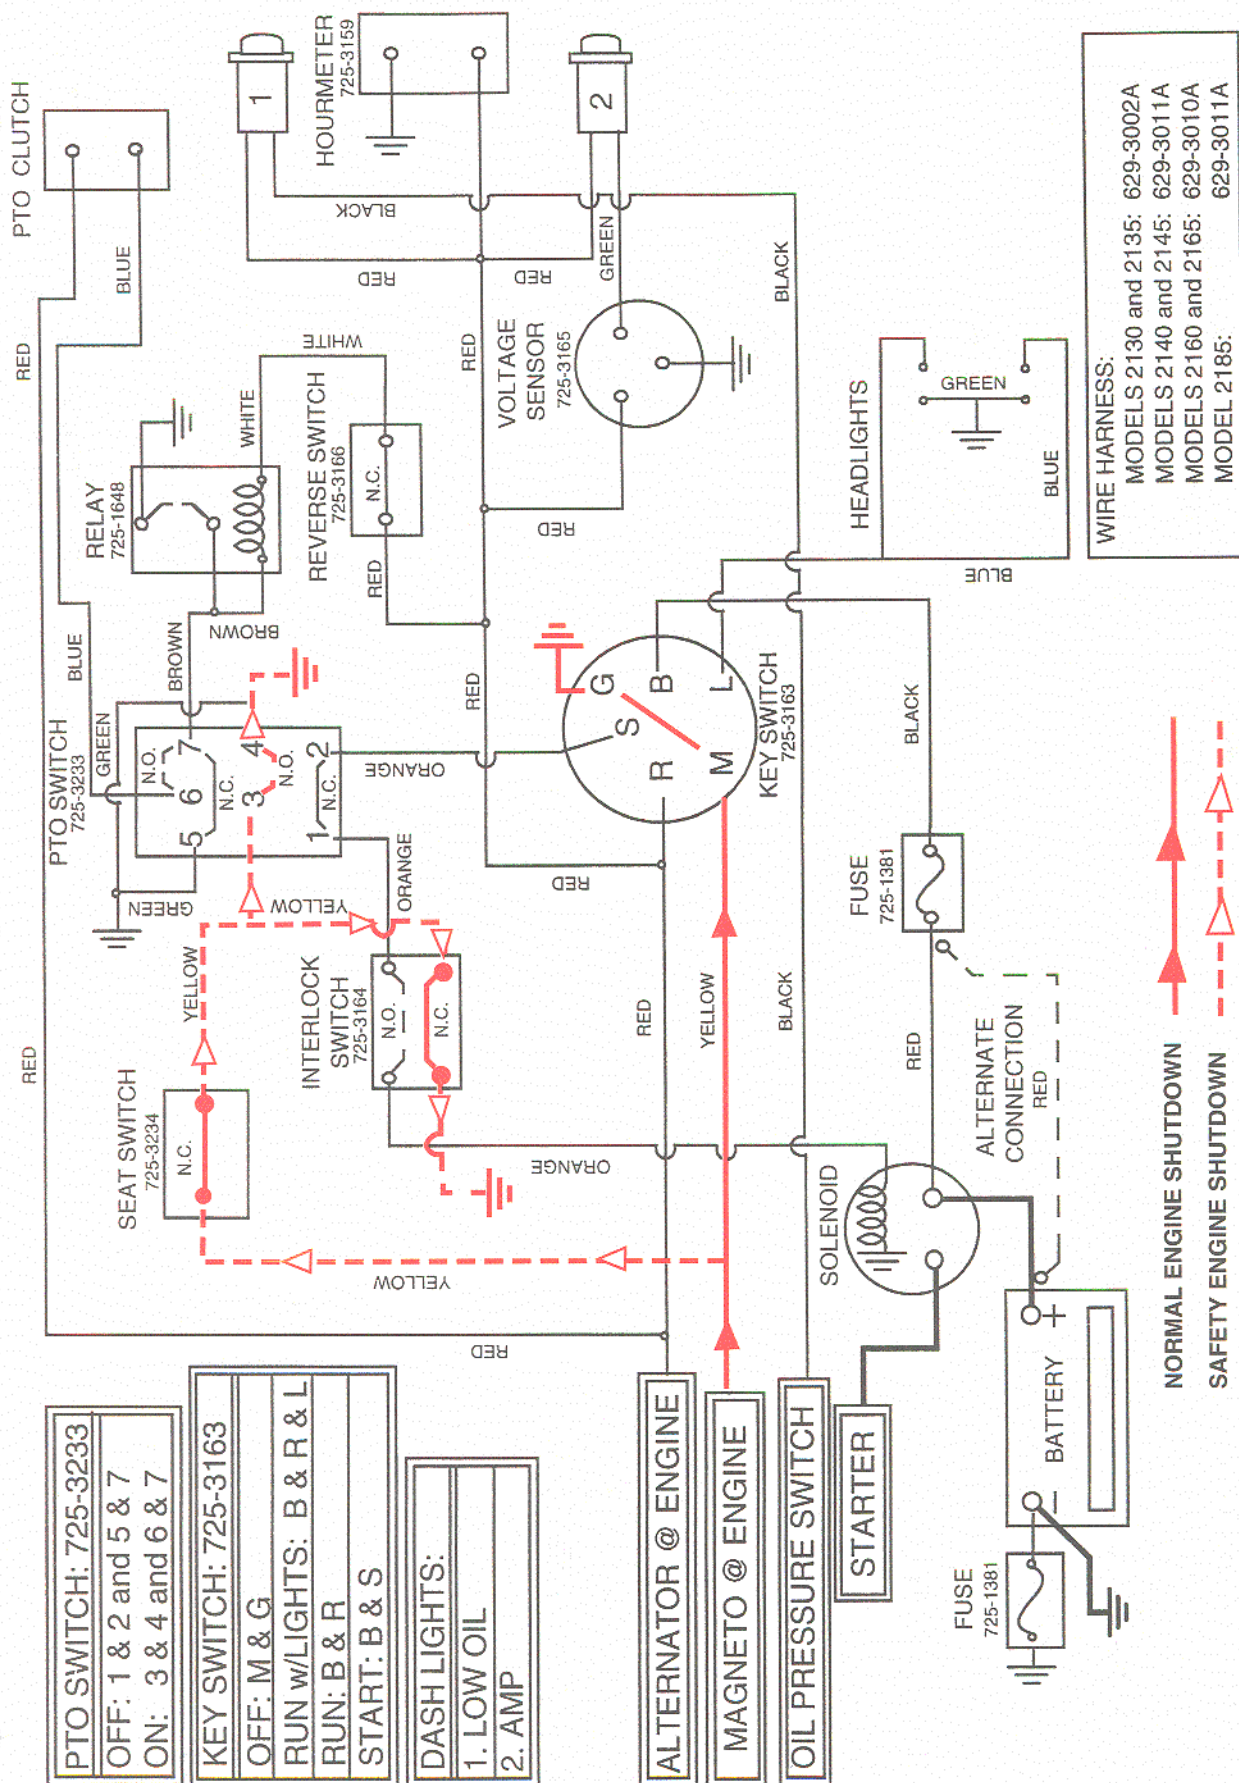 PTO CLUTCH
RED
BLUE
HOURMETER
725-3159
1
2
RED
BLACK
RED
GREEN
BLACK
RELAY
725-1648
WHITE
WHITE
REVERSE SWITCH
725-3166
N.C.
RED
RED
VOLTAGE
SENSOR
725-3165
RED
HEADLIGHTS
GREEN
BLUE
BLUE
WIRE HARNESS:
MODELS 2130 and 2135: 629-3002A
MODELS 2140 and 2145: 629-3011A
MODELS 2160 and 2165: 629-3010A
MODEL 2185: 629-3011A
PTO SWITCH
725-3233
BLUE
GREEN
BROWN
BROWN
N.O.
7
6
5
N.C.
4
3
N.O.
2
1
N.C.
GREEN
YELLOW
ORANGE
ORANGE
RED
RED
KEY SWITCH
725-3163
G
B
L
S
R
M
BLACK
FUSE
725-1381
YELLOW
RED
SEAT SWITCH
725-3234
N.C.
INTERLOCK
SWITCH
725-3164
N.O.
N.C.
ORANGE
YELLOW
RED
YELLOW
BLACK
RED
ALTERNATE
CONNECTION
RED
SOLENOID
RED
BATTERY
+
−
FUSE
725-1381
NORMAL ENGINE SHUTDOWN
SAFETY ENGINE SHUTDOWN
PTO SWITCH: 725-3233
OFF: 1 & 2 and 5 & 7
ON: 3 & 4 and 6 & 7
KEY SWITCH: 725-3163
OFF: M & G
RUN w/LIGHTS: B & R & L
RUN: B & R
START: B & S
DASH LIGHTS:
1. LOW OIL
2. AMP
ALTERNATOR @ ENGINE
MAGNETO @ ENGINE
OIL PRESSURE SWITCH
STARTER